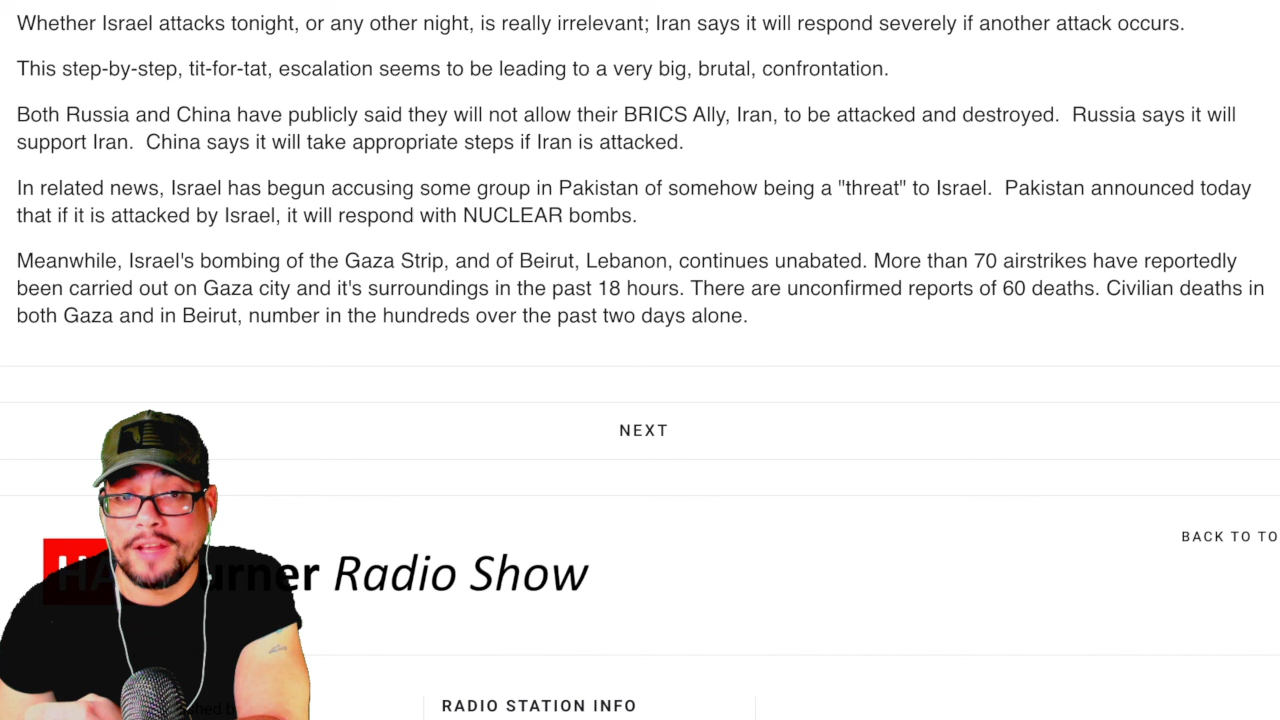 Whether Israel attacks tonight, or any other night, is really irrelevant; Iran says it will respond severely if another attack occurs.
This step-by-step, tit-for-tat, escalation seems to be leading to a very big, brutal, confrontation.
Both Russia and China have publicly said they will not allow their BRICS Ally, Iran, to be attacked and destroyed.  Russia says it will
support Iran.  China says it will take appropriate steps if Iran is attacked.
In related news, Israel has begun accusing some group in Pakistan of somehow being a "threat" to Israel.  Pakistan announced today
that if it is attacked by Israel, it will respond with NUCLEAR bombs.
Meanwhile, Israel's bombing of the Gaza Strip, and of Beirut, Lebanon, continues unabated. More than 70 airstrikes have reportedly
been carried out on Gaza city and it's surroundings in the past 18 hours. There are unconfirmed reports of 60 deaths. Civilian deaths in
both Gaza and in Beirut, number in the hundreds over the past two days alone.
NEXT
BACK TO TO
Radio Show
RADIO STATION INFO